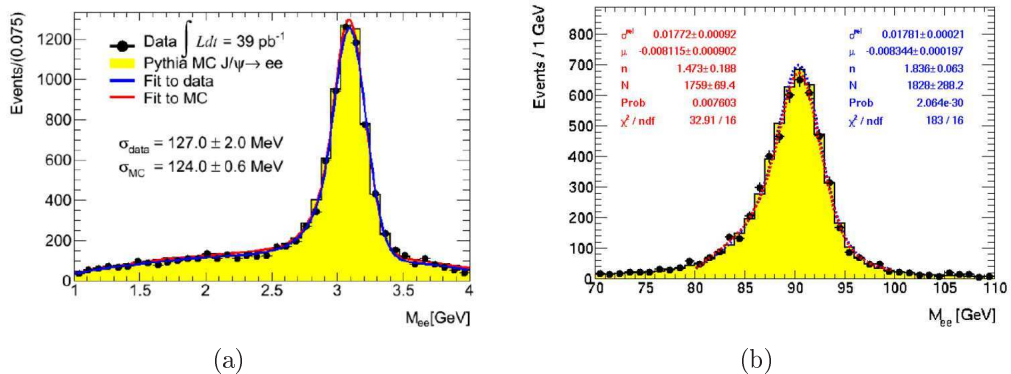 Events/(0.075)
1200
1000
800
600
400
200
0
Data ∫ Ldt = 39 pb⁻¹
Pythia MC J/ψ→ ee
Fit to data
Fit to MC
σdata = 127.0 ± 2.0 MeV
σMC = 124.0 ± 0.6 MeV
1 1.5 2 2.5 3 3.5 4
Mee[GeV]
(a)
Events / 1 GeV
800
700
600
500
400
300
200
100
0
σrel 0.01772±0.00092
μ -0.008115±0.000902
n 1.473±0.188
N 1759±69.4
Prob 0.007603
χ² / ndf 32.91 / 16
σrel 0.01781±0.00021
μ -0.008344±0.000197
n 1.836±0.063
N 1828±288.2
Prob 2.064e-30
χ² / ndf 183 / 16
70 75 80 85 90 95 100 105 110
Mee [GeV]
(b)